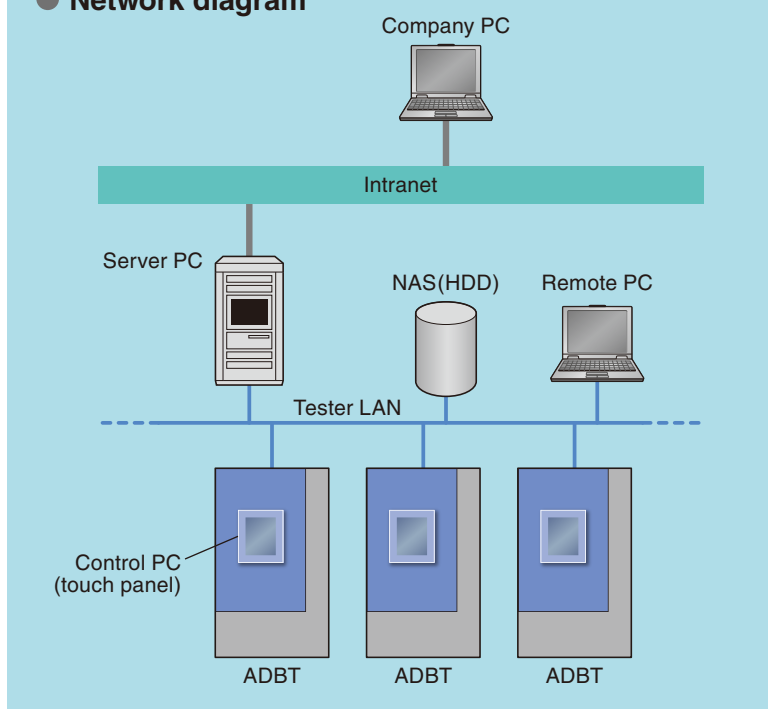 Network diagram
Company PC
Intranet
Server PC
NAS(HDD)
Remote PC
Tester LAN
Control PC
(touch panel)
ADBT
ADBT
ADBT